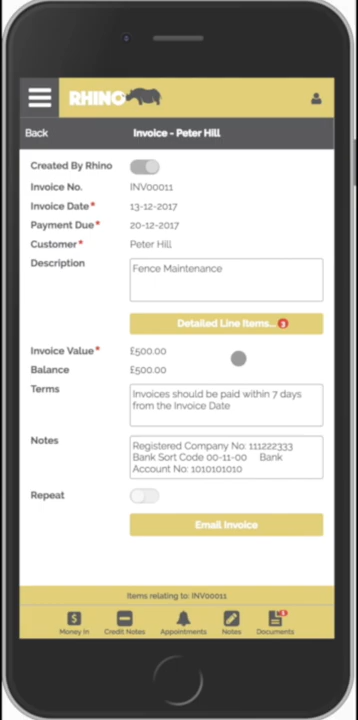 RHINO
Back
Invoice - Peter Hill
Created By Rhino
Invoice No. INV00011
Invoice Date* 13-12-2017
Payment Due* 20-12-2017
Customer* Peter Hill
Description
Fence Maintenance
Detailed Line Items... 3
Invoice Value* £500.00
Balance £500.00
Terms
Invoices should be paid within 7 days
from the Invoice Date
Notes
Registered Company No: 111222333
Bank Sort Code 00-11-00 Bank
Account No: 1010101010
Repeat
Email Invoice
Items relating to: INV00011
$
Money In Credit Notes Appointments Notes Documents